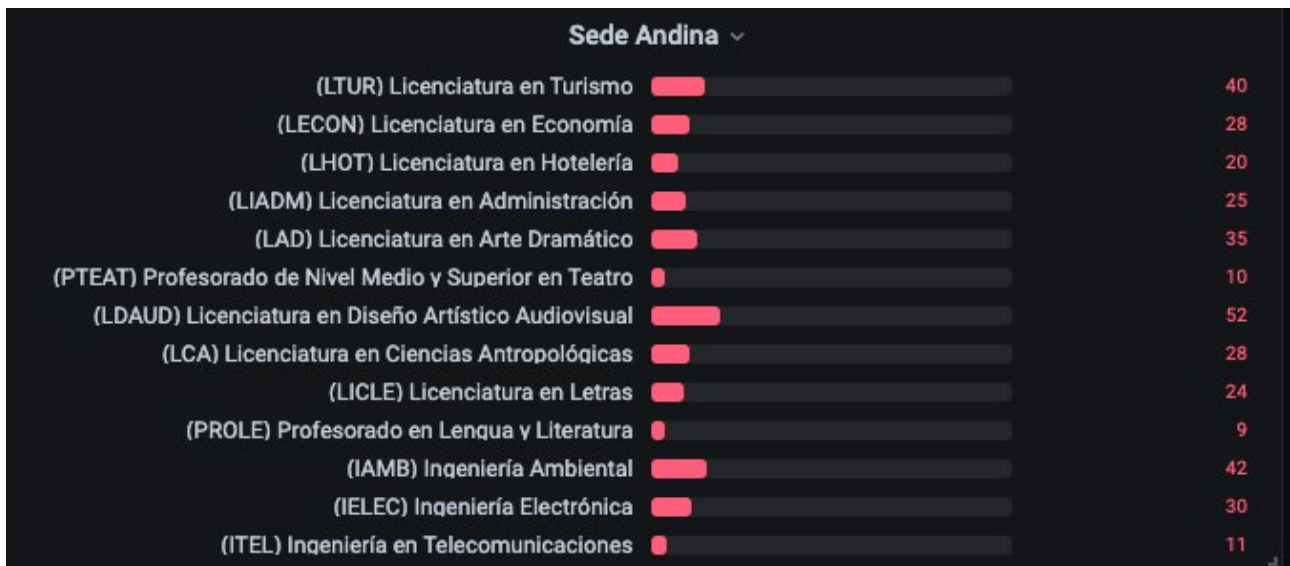 Sede Andina
(LTUR) Licenciatura en Turismo 40
(LECON) Licenciatura en Economía 28
(LHOT) Licenciatura en Hotelería 20
(LIADM) Licenciatura en Administración 25
(LAD) Licenciatura en Arte Dramático 35
(PTEAT) Profesorado de Nivel Medio y Superior en Teatro 10
(LDAUD) Licenciatura en Diseño Artístico Audiovisual 52
(LCA) Licenciatura en Ciencias Antropológicas 28
(LICLE) Licenciatura en Letras 24
(PROLE) Profesorado en Lengua y Literatura 9
(IAMB) Ingeniería Ambiental 42
(IELEC) Ingeniería Electrónica 30
(ITEL) Ingeniería en Telecomunicaciones 11